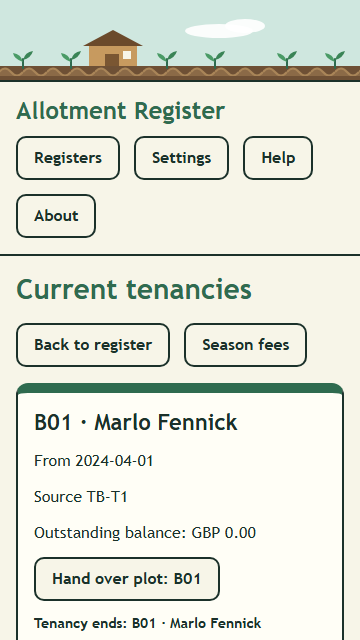 Allotment Register
Registers
Settings
Help
About
Current tenancies
Back to register
Season fees
B01 · Marlo Fennick
From 2024-04-01
Source TB-T1
Outstanding balance: GBP 0.00
Hand over plot: B01
Tenancy ends: B01 · Marlo Fennick